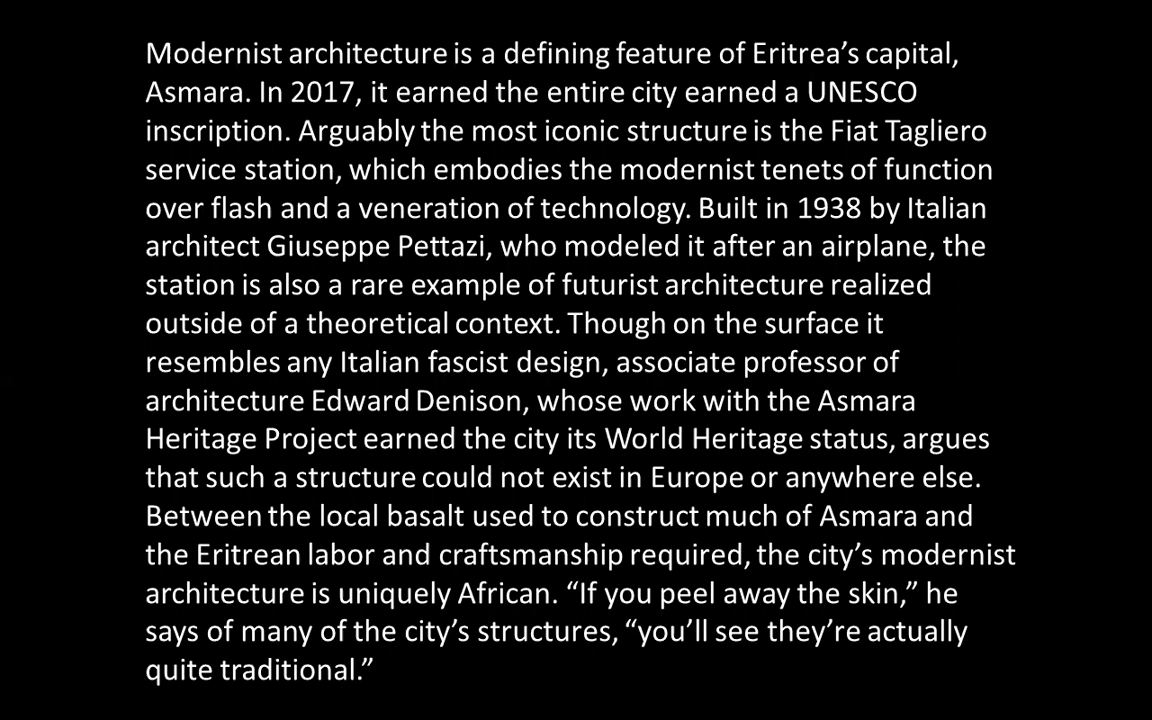 Modernist architecture is a defining feature of Eritrea’s capital,
Asmara. In 2017, it earned the entire city earned a UNESCO
inscription. Arguably the most iconic structure is the Fiat Tagliero
service station, which embodies the modernist tenets of function
over flash and a veneration of technology. Built in 1938 by Italian
architect Giuseppe Pettazi, who modeled it after an airplane, the
station is also a rare example of futurist architecture realized
outside of a theoretical context. Though on the surface it
resembles any Italian fascist design, associate professor of
architecture Edward Denison, whose work with the Asmara
Heritage Project earned the city its World Heritage status, argues
that such a structure could not exist in Europe or anywhere else.
Between the local basalt used to construct much of Asmara and
the Eritrean labor and craftsmanship required, the city’s modernist
architecture is uniquely African. “If you peel away the skin,” he
says of many of the city’s structures, “you’ll see they’re actually
quite traditional.”